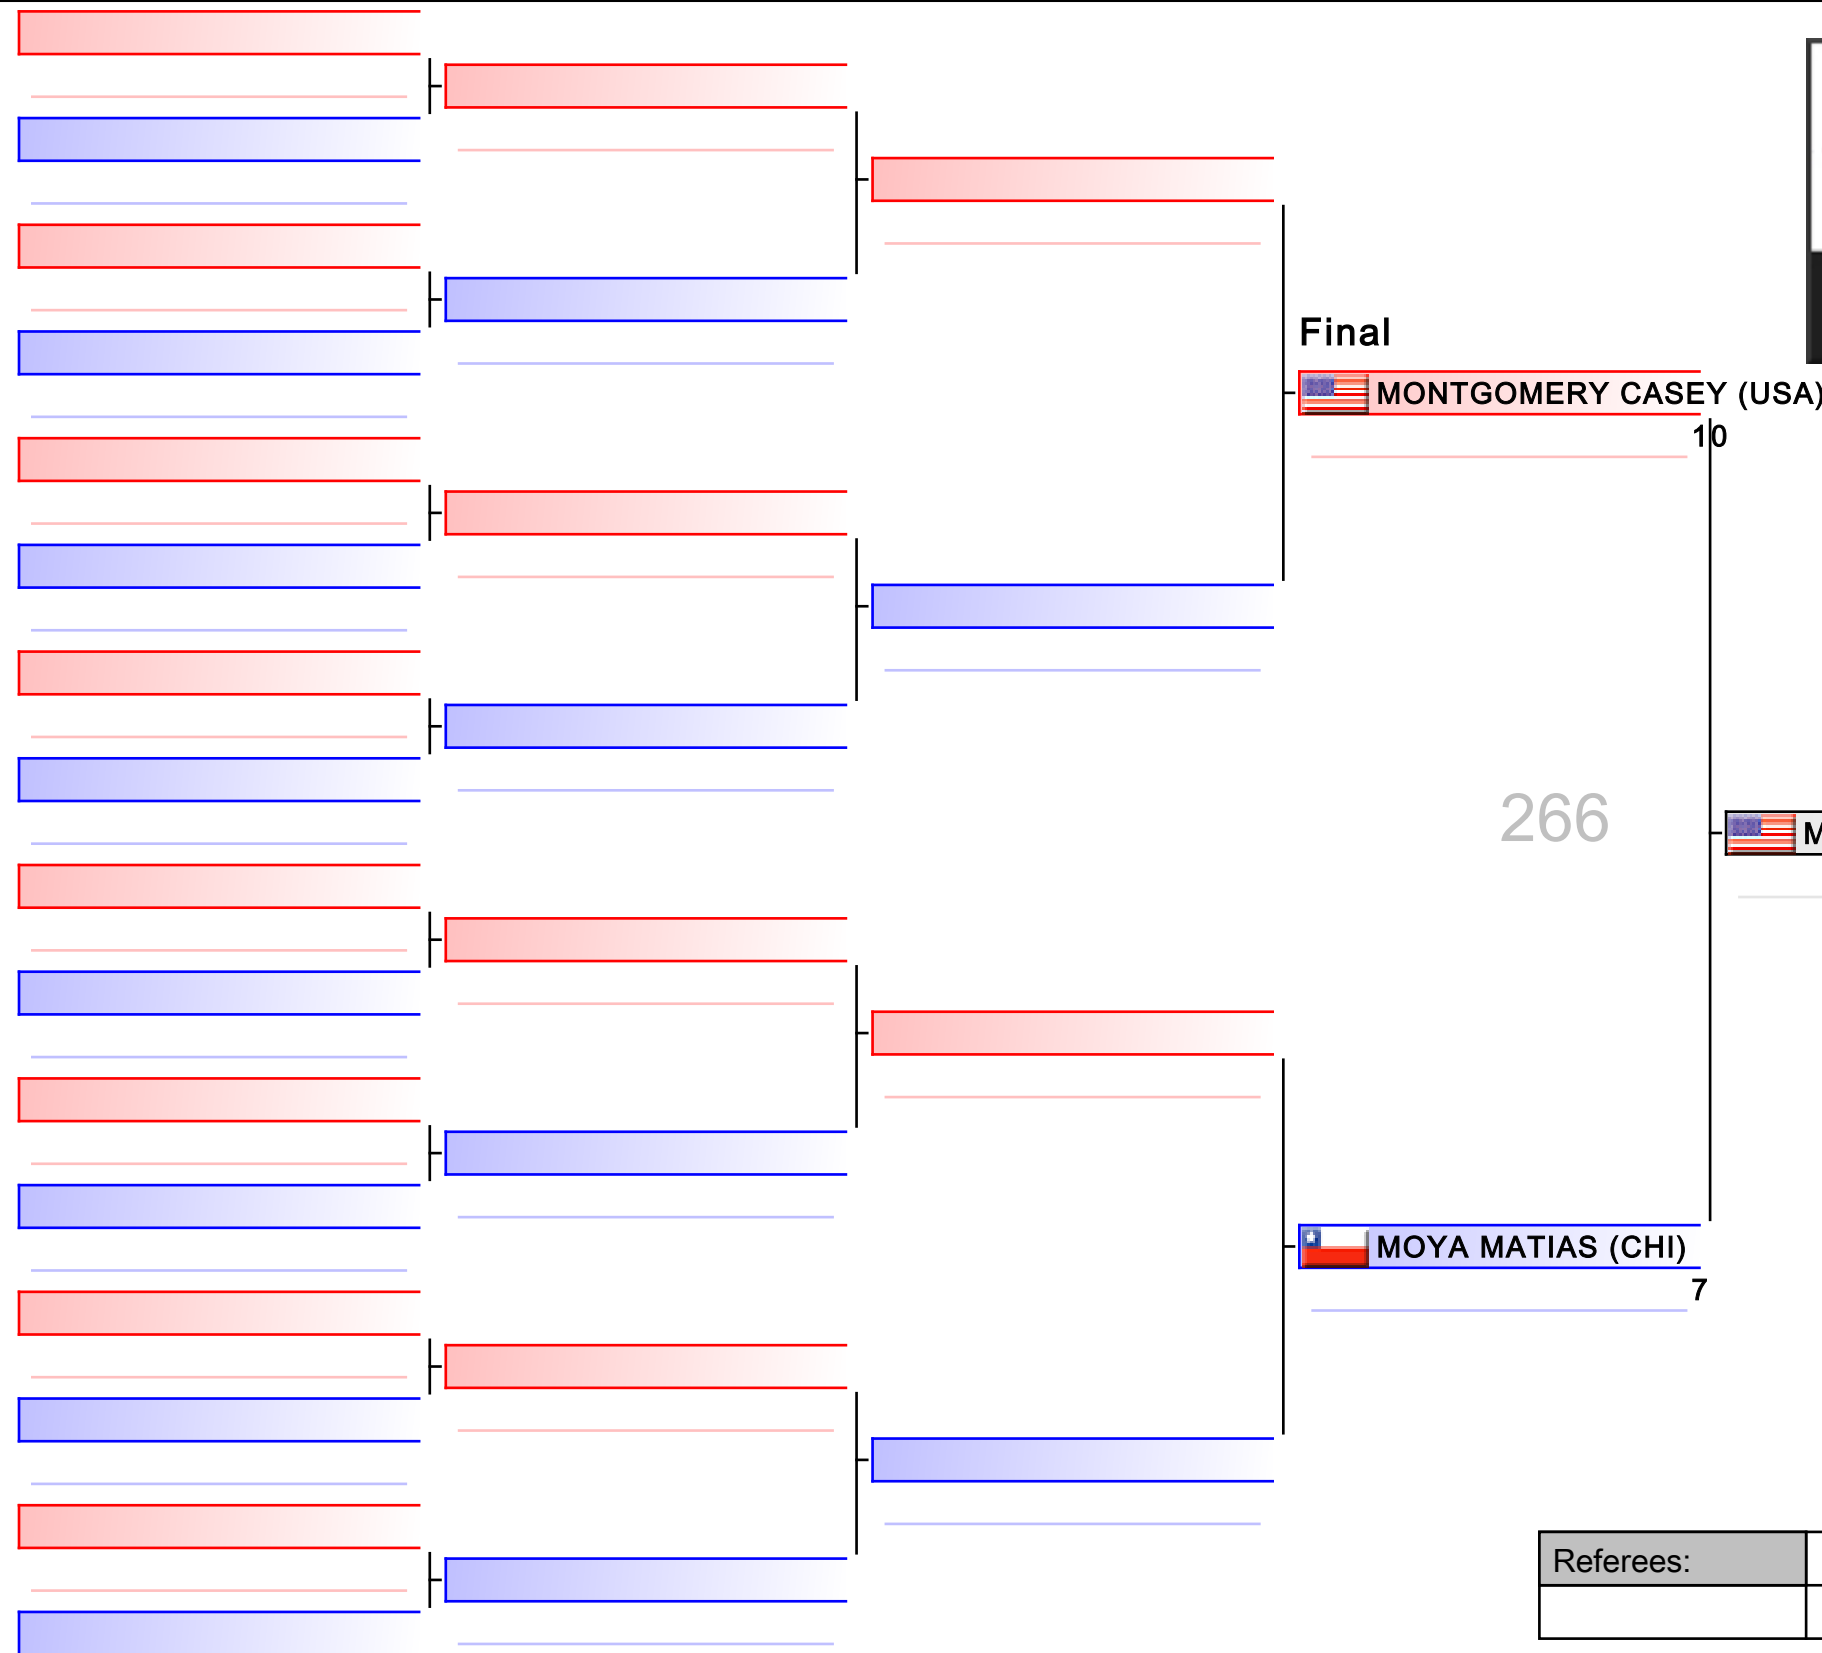 Final
MONTGOMERY CASEY (USA)
10
266
M
MOYA MATIAS (CHI)
7
Referees: